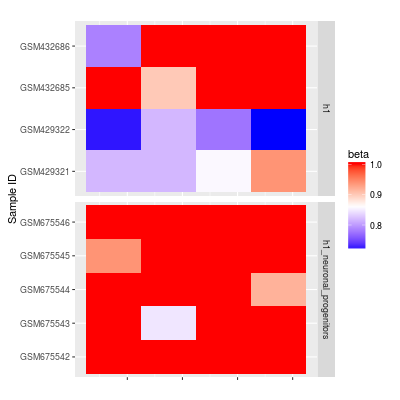 GSM432686
GSM432685
GSM429322
GSM429321
h1
Sample ID
GSM675546
GSM675545
GSM675544
GSM675543
GSM675542
h1_neuronal_progenitors
beta
1.0
0.9
0.8